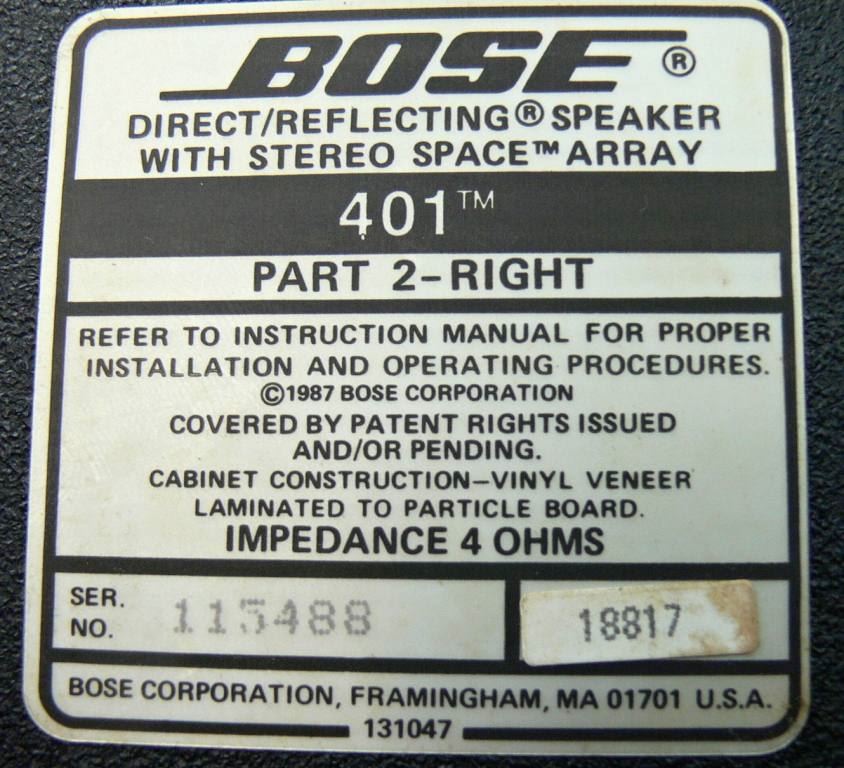 BOSE®
DIRECT/REFLECTING® SPEAKER
WITH STEREO SPACE™ ARRAY
401™
PART 2-RIGHT
REFER TO INSTRUCTION MANUAL FOR PROPER
INSTALLATION AND OPERATING PROCEDURES.
©1987 BOSE CORPORATION
COVERED BY PATENT RIGHTS ISSUED
AND/OR PENDING.
CABINET CONSTRUCTION–VINYL VENEER
LAMINATED TO PARTICLE BOARD.
IMPEDANCE 4 OHMS
SER.
NO. 115488
18817
BOSE CORPORATION, FRAMINGHAM, MA 01701 U.S.A.
131047